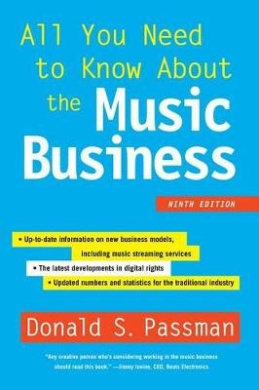 All You Need
to Know About
the Music
Business
NINTH EDITION
• Up-to-date information on new business models,
including music streaming services
• The latest developments in digital rights
• Updated numbers and statistics for the traditional industry
Donald S. Passman
"Any creative person who's considering working in the music business
should read this book." —Jimmy Iovine, CEO, Beats Electronics